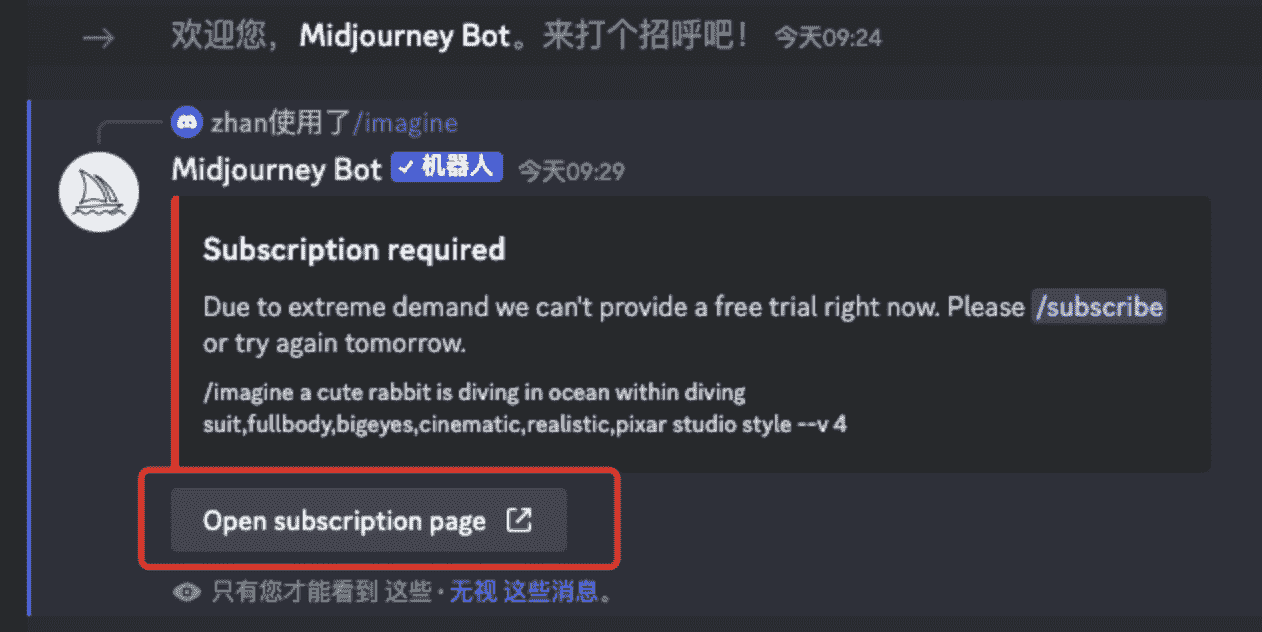 欢迎您，Midjourney Bot。来打个招呼吧！ 今天09:24
zhan使用了/imagine
Midjourney Bot ✓ 机器人 今天09:29
Subscription required
Due to extreme demand we can't provide a free trial right now. Please /subscribe
or try again tomorrow.
/imagine a cute rabbit is diving in ocean within diving
suit,fullbody,bigeyes,cinematic,realistic,pixar studio style --v 4
Open subscription page
只有您才能看到 这些 · 无视 这些消息。